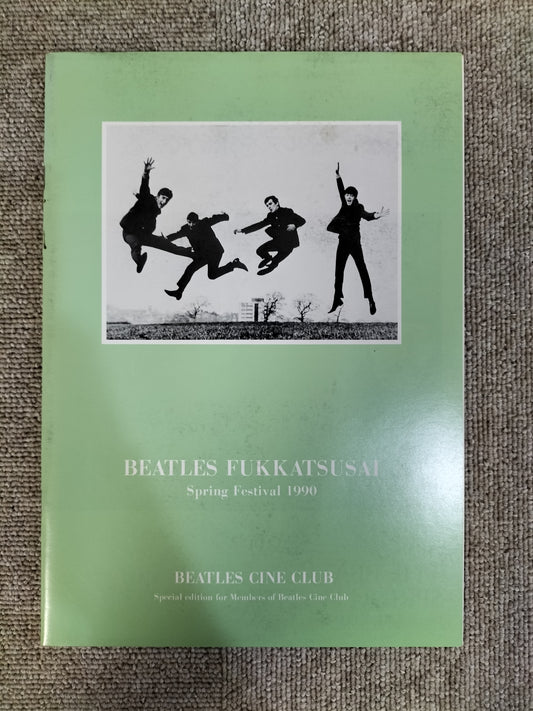 BEATLES FUKKATSUSAI
Spring Festival 1990
BEATLES CINE CLUB
Special edition for Members of Beatles Cine Club